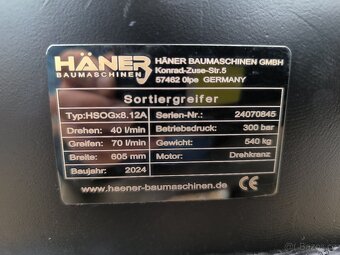 HÄNER
BAUMASCHINEN
HÄNER BAUMASCHINEN GMBH
Konrad-Zuse-Str.5
57462 Olpe GERMANY
Sortiergreifer
Typ:HSOGx8.12A Serien-Nr.: 24070845
Drehen: 40 l/min Betriebsdruck: 300 bar
Greifen: 70 l/min Gewicht: 540 kg
Breite: 605 mm Motor: Drehkranz
Baujahr: 2024
www.haener-baumaschinen.de CE